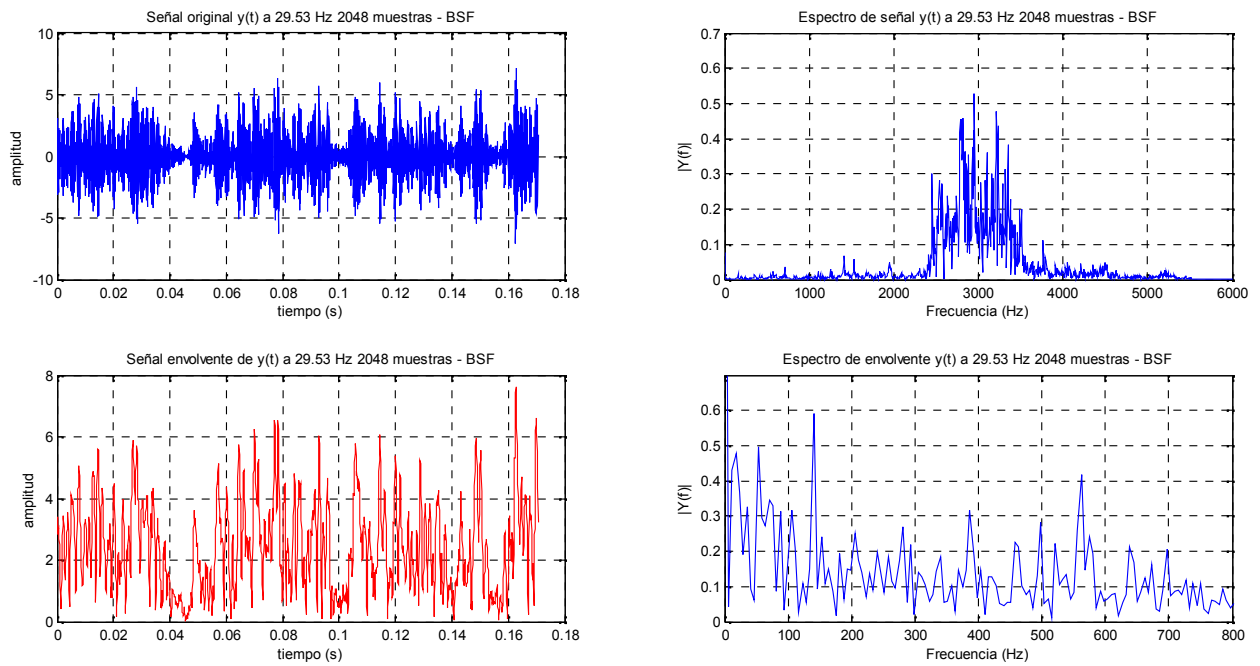 Señal original y(t) a 29.53 Hz 2048 muestras - BSF
10
5
0
-5
-10
amplitud
0 0.02 0.04 0.06 0.08 0.1 0.12 0.14 0.16 0.18
tiempo (s)
Espectro de señal y(t) a 29.53 Hz 2048 muestras - BSF
0.7
0.6
0.5
0.4
0.3
0.2
0.1
0
|Y(f)|
0 1000 2000 3000 4000 5000 6000
Frecuencia (Hz)
Señal envolvente de y(t) a 29.53 Hz 2048 muestras - BSF
8
6
4
2
0
amplitud
0 0.02 0.04 0.06 0.08 0.1 0.12 0.14 0.16 0.18
tiempo (s)
Espectro de envolvente y(t) a 29.53 Hz 2048 muestras - BSF
0.6
0.5
0.4
0.3
0.2
0.1
0
|Y(f)|
0 100 200 300 400 500 600 700 800
Frecuencia (Hz)